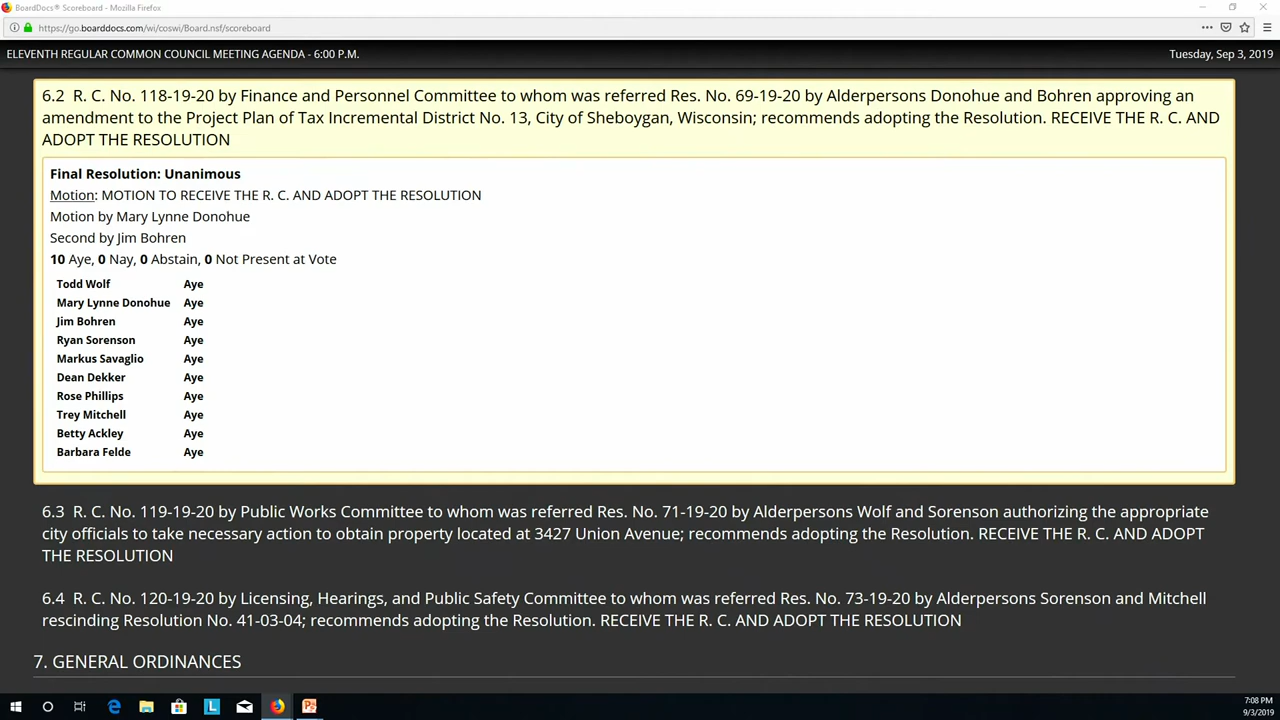 BoardDocs® Scoreboard - Mozilla Firefox
https://go.boarddocs.com/wi/coswi/Board.nsf/scoreboard
ELEVENTH REGULAR COMMON COUNCIL MEETING AGENDA - 6:00 P.M.
Tuesday, Sep 3, 2019
6.2 R. C. No. 118-19-20 by Finance and Personnel Committee to whom was referred Res. No. 69-19-20 by Alderpersons Donohue and Bohren approving an
amendment to the Project Plan of Tax Incremental District No. 13, City of Sheboygan, Wisconsin; recommends adopting the Resolution. RECEIVE THE R. C. AND
ADOPT THE RESOLUTION
Final Resolution: Unanimous
Motion: MOTION TO RECEIVE THE R. C. AND ADOPT THE RESOLUTION
Motion by Mary Lynne Donohue
Second by Jim Bohren
10 Aye, 0 Nay, 0 Abstain, 0 Not Present at Vote
Todd Wolf Aye
Mary Lynne Donohue Aye
Jim Bohren Aye
Ryan Sorenson Aye
Markus Savaglio Aye
Dean Dekker Aye
Rose Phillips Aye
Trey Mitchell Aye
Betty Ackley Aye
Barbara Felde Aye
6.3 R. C. No. 119-19-20 by Public Works Committee to whom was referred Res. No. 71-19-20 by Alderpersons Wolf and Sorenson authorizing the appropriate
city officials to take necessary action to obtain property located at 3427 Union Avenue; recommends adopting the Resolution. RECEIVE THE R. C. AND ADOPT
THE RESOLUTION
6.4 R. C. No. 120-19-20 by Licensing, Hearings, and Public Safety Committee to whom was referred Res. No. 73-19-20 by Alderpersons Sorenson and Mitchell
rescinding Resolution No. 41-03-04; recommends adopting the Resolution. RECEIVE THE R. C. AND ADOPT THE RESOLUTION
7. GENERAL ORDINANCES
7:08 PM
9/3/2019